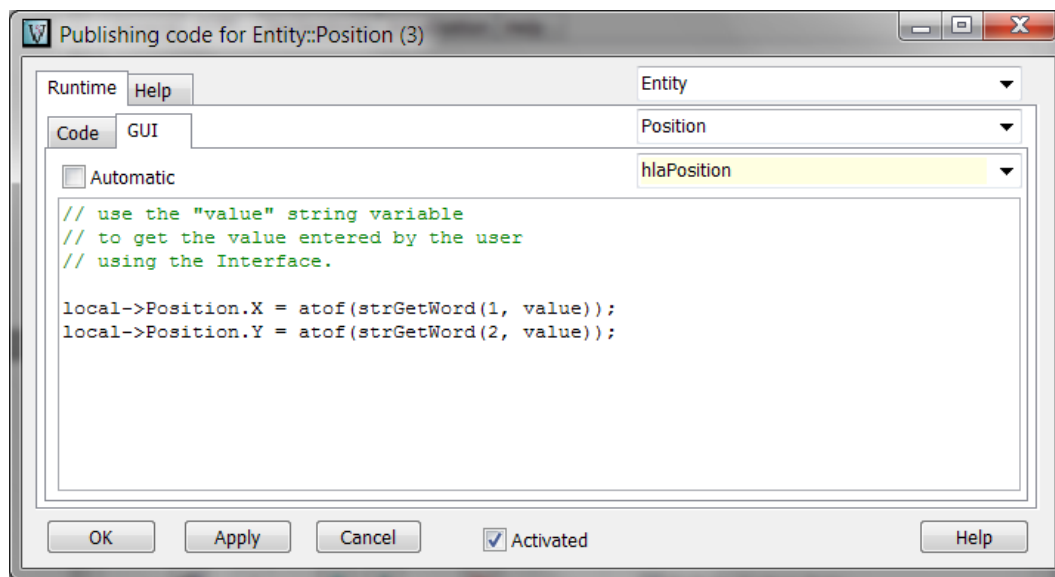 Publishing code for Entity::Position (3)
Runtime
Help
Entity
Code
GUI
Position
Automatic
hlaPosition
// use the "value" string variable
// to get the value entered by the user
// using the Interface.
local->Position.X = atof(strGetWord(1, value));
local->Position.Y = atof(strGetWord(2, value));
OK
Apply
Cancel
Activated
Help